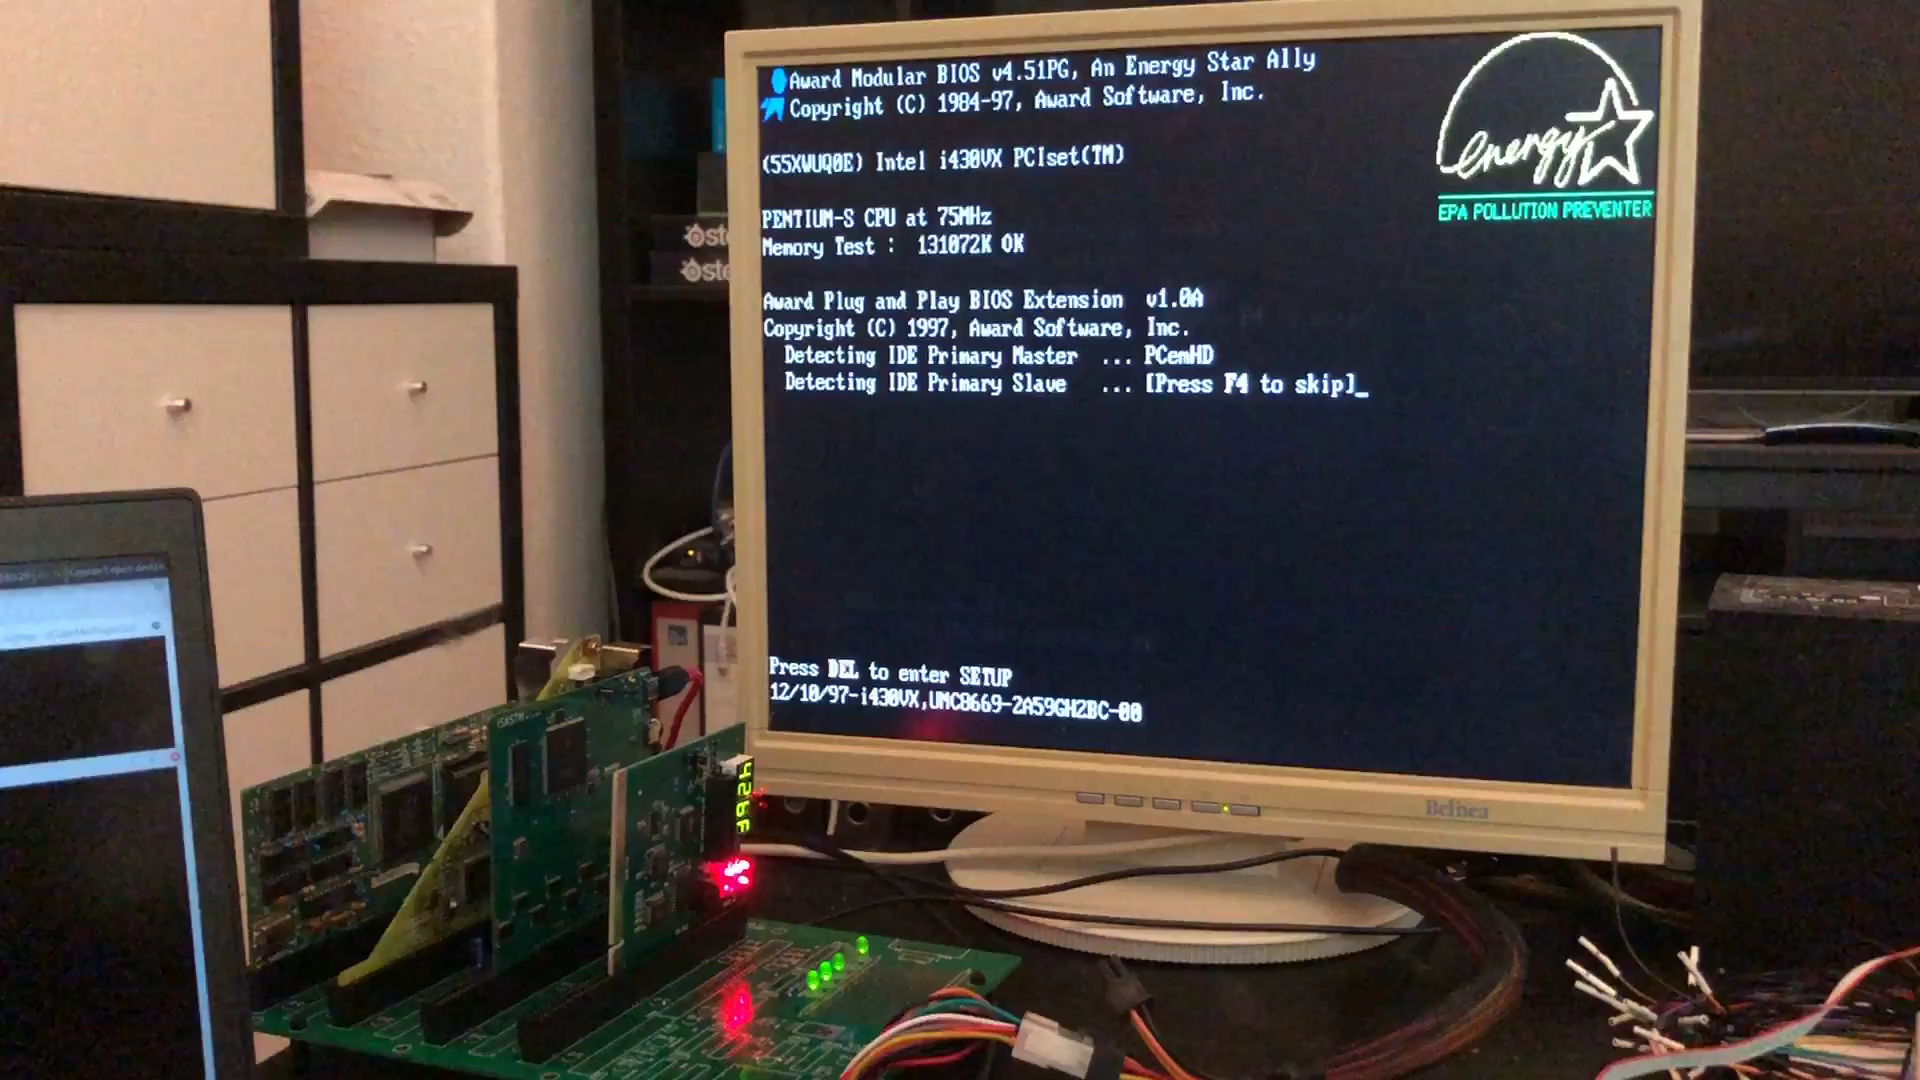 Award Modular BIOS v4.51PG, An Energy Star Ally
Copyright (C) 1984-97, Award Software, Inc.
energy
EPA POLLUTION PREVENTER
(55XWUQ0E) Intel i430VX PCIset(TM)
PENTIUM-S CPU at 75MHz
Memory Test : 131072K OK
Award Plug and Play BIOS Extension v1.0A
Copyright (C) 1997, Award Software, Inc.
Detecting IDE Primary Master ... PCemHD
Detecting IDE Primary Slave ... [Press F4 to skip]_
Press DEL to enter SETUP
12/10/97-i430VX,UMC8669-2A59GH2BC-00
Belinea
ste
ste